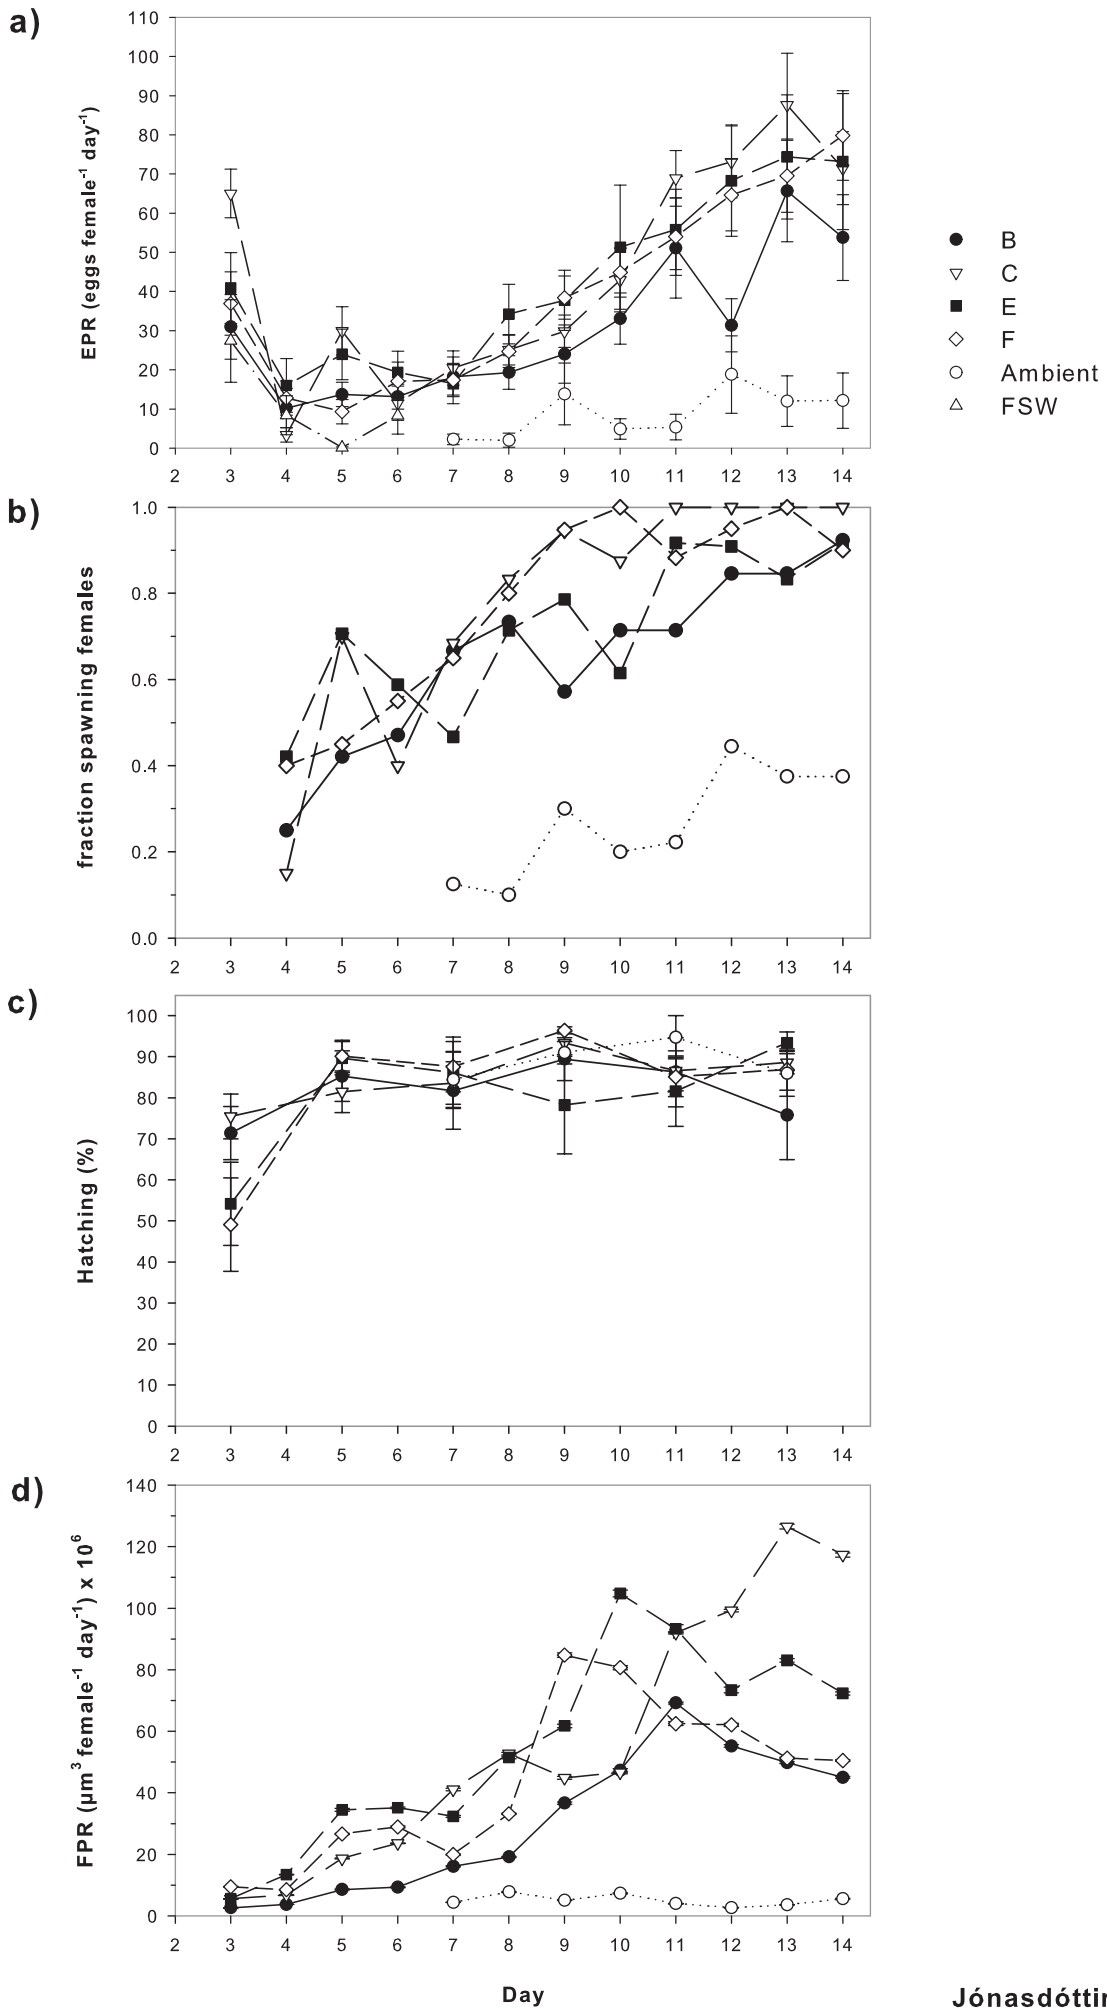 a)
110
100
90
80
70
60
50
40
30
20
10
0
EPR (eggs female⁻¹ day⁻¹)
2 3 4 5 6 7 8 9 10 11 12 13 14
B
C
E
F
Ambient
FSW
b)
1.0
0.8
0.6
0.4
0.2
0.0
fraction spawning females
2 3 4 5 6 7 8 9 10 11 12 13 14
c)
100
90
80
70
60
50
40
30
20
10
0
Hatching (%)
2 3 4 5 6 7 8 9 10 11 12 13 14
d)
140
120
100
80
60
40
20
0
FPR (µm³ female⁻¹ day⁻¹) x 10⁶
2 3 4 5 6 7 8 9 10 11 12 13 14
Day
Jónasdóttir